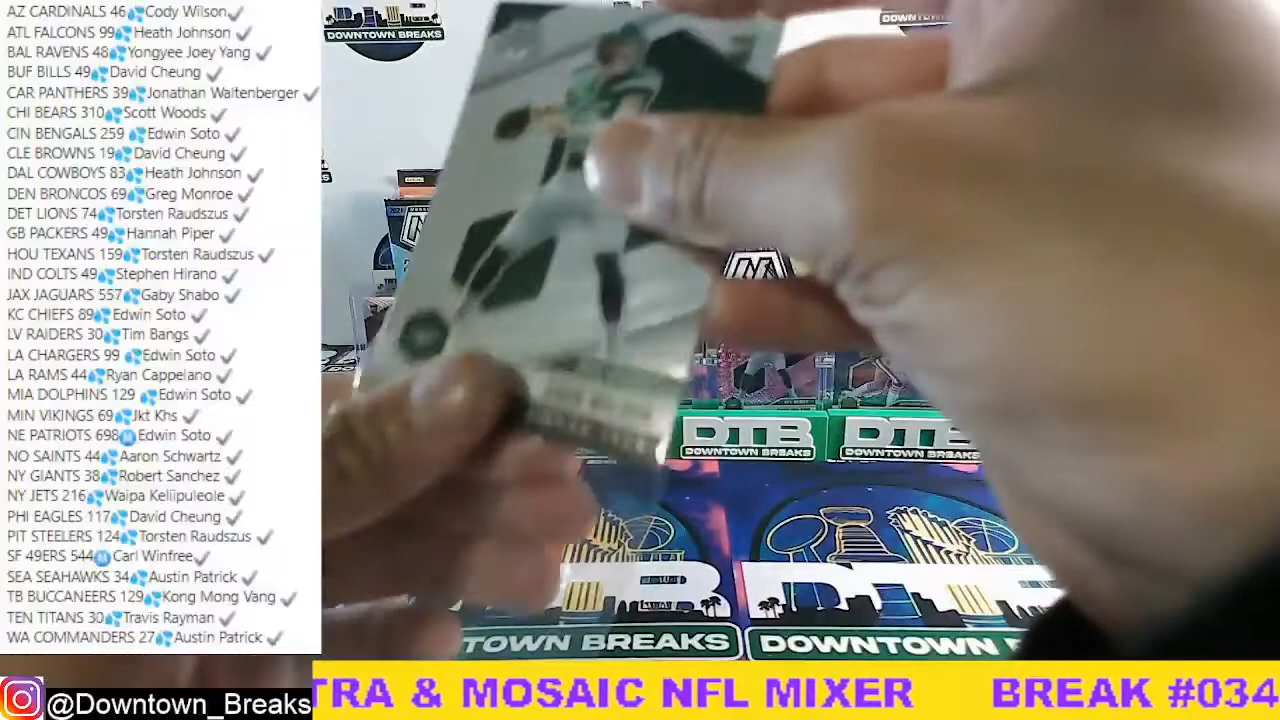 AZ CARDINALS 46💦Cody Wilson✔
ATL FALCONS 99💦Heath Johnson ✔
BAL RAVENS 48💦Yongyee Joey Yang ✔
BUF BILLS 49💦David Cheung ✔
CAR PANTHERS 39💦Jonathan Waltenberger ✔
CHI BEARS 310💦Scott Woods ✔
CIN BENGALS 259 💦Edwin Soto ✔
CLE BROWNS 19💦David Cheung ✔
DAL COWBOYS 83💦Heath Johnson ✔
DEN BRONCOS 69💦Greg Monroe ✔
DET LIONS 74💦Torsten Raudszus ✔
GB PACKERS 49💦Hannah Piper ✔
HOU TEXANS 159💦Torsten Raudszus ✔
IND COLTS 49💦Stephen Hirano ✔
JAX JAGUARS 557💦Gaby Shabo ✔
KC CHIEFS 89💦Edwin Soto ✔
LV RAIDERS 30💦Tim Bangs ✔
LA CHARGERS 99 💦Edwin Soto ✔
LA RAMS 44💦Ryan Cappelano ✔
MIA DOLPHINS 129 💦Edwin Soto ✔
MIN VIKINGS 69💦Jkt Khs ✔
NE PATRIOTS 698Ⓜ️Edwin Soto ✔
NO SAINTS 44💦Aaron Schwartz ✔
NY GIANTS 38💦Robert Sanchez ✔
NY JETS 216💦Waipa Keliipuleole ✔
PHI EAGLES 117💦David Cheung ✔
PIT STEELERS 124💦Torsten Raudszus ✔
SF 49ERS 544Ⓜ️Carl Winfree✔
SEA SEAHAWKS 34💦Austin Patrick ✔
TB BUCCANEERS 129💦Kong Mong Vang ✔
TEN TITANS 30💦Travis Rayman ✔
WA COMMANDERS 27💦Austin Patrick ✔
DOWNTOWN BREAKS
DOWNTOWN
DTB
DOWNTOWN BREAKS
DTB
DOWNTOWN BREAKS
TOWN BREAKS
DOWNTOWN
@Downtown_Breaks
TRA & MOSAIC NFL MIXER BREAK #034